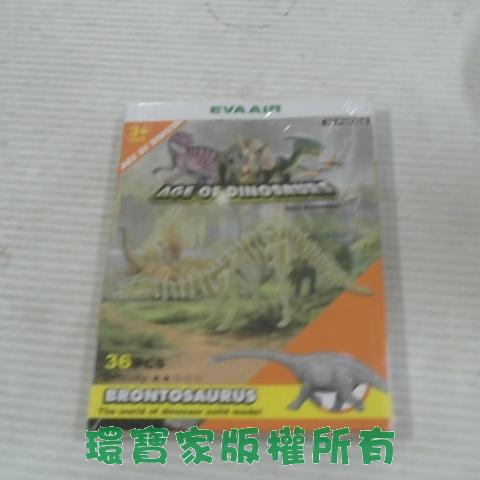 EVA AIR
3+
AGE OF DINOSAURS
36 PCS
BRONTOSAURUS
The world of dinosaur solid model
環寶家版權所有